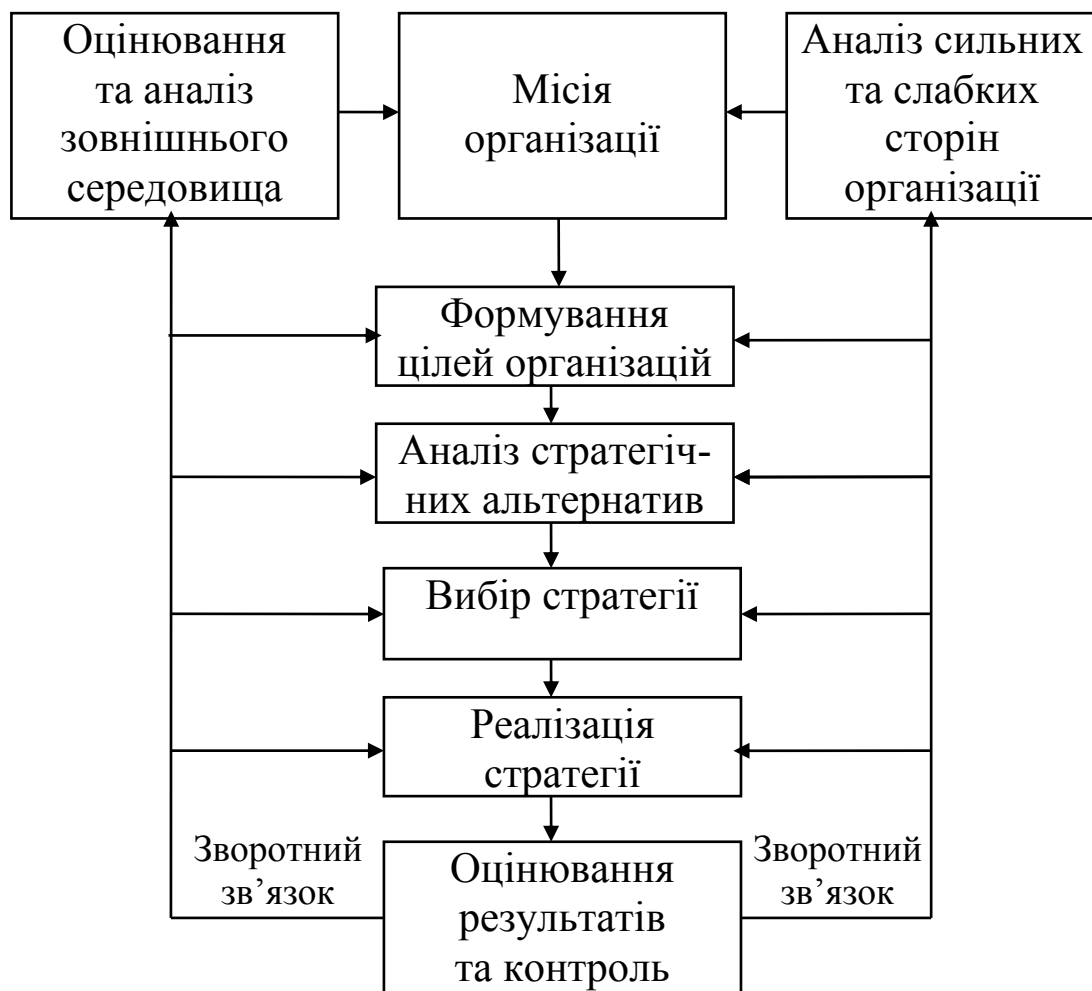 Оцінювання
та аналіз
зовнішнього
середовища
Місія
організації
Аналіз сильних
та слабких
сторін
організації
Формування
цілей організацій
Аналіз стратегіч-
них альтернатив
Вибір стратегії
Реалізація
стратегії
Зворотний
зв’язок
Оцінювання
результатів
та контроль
Зворотний
зв’язок